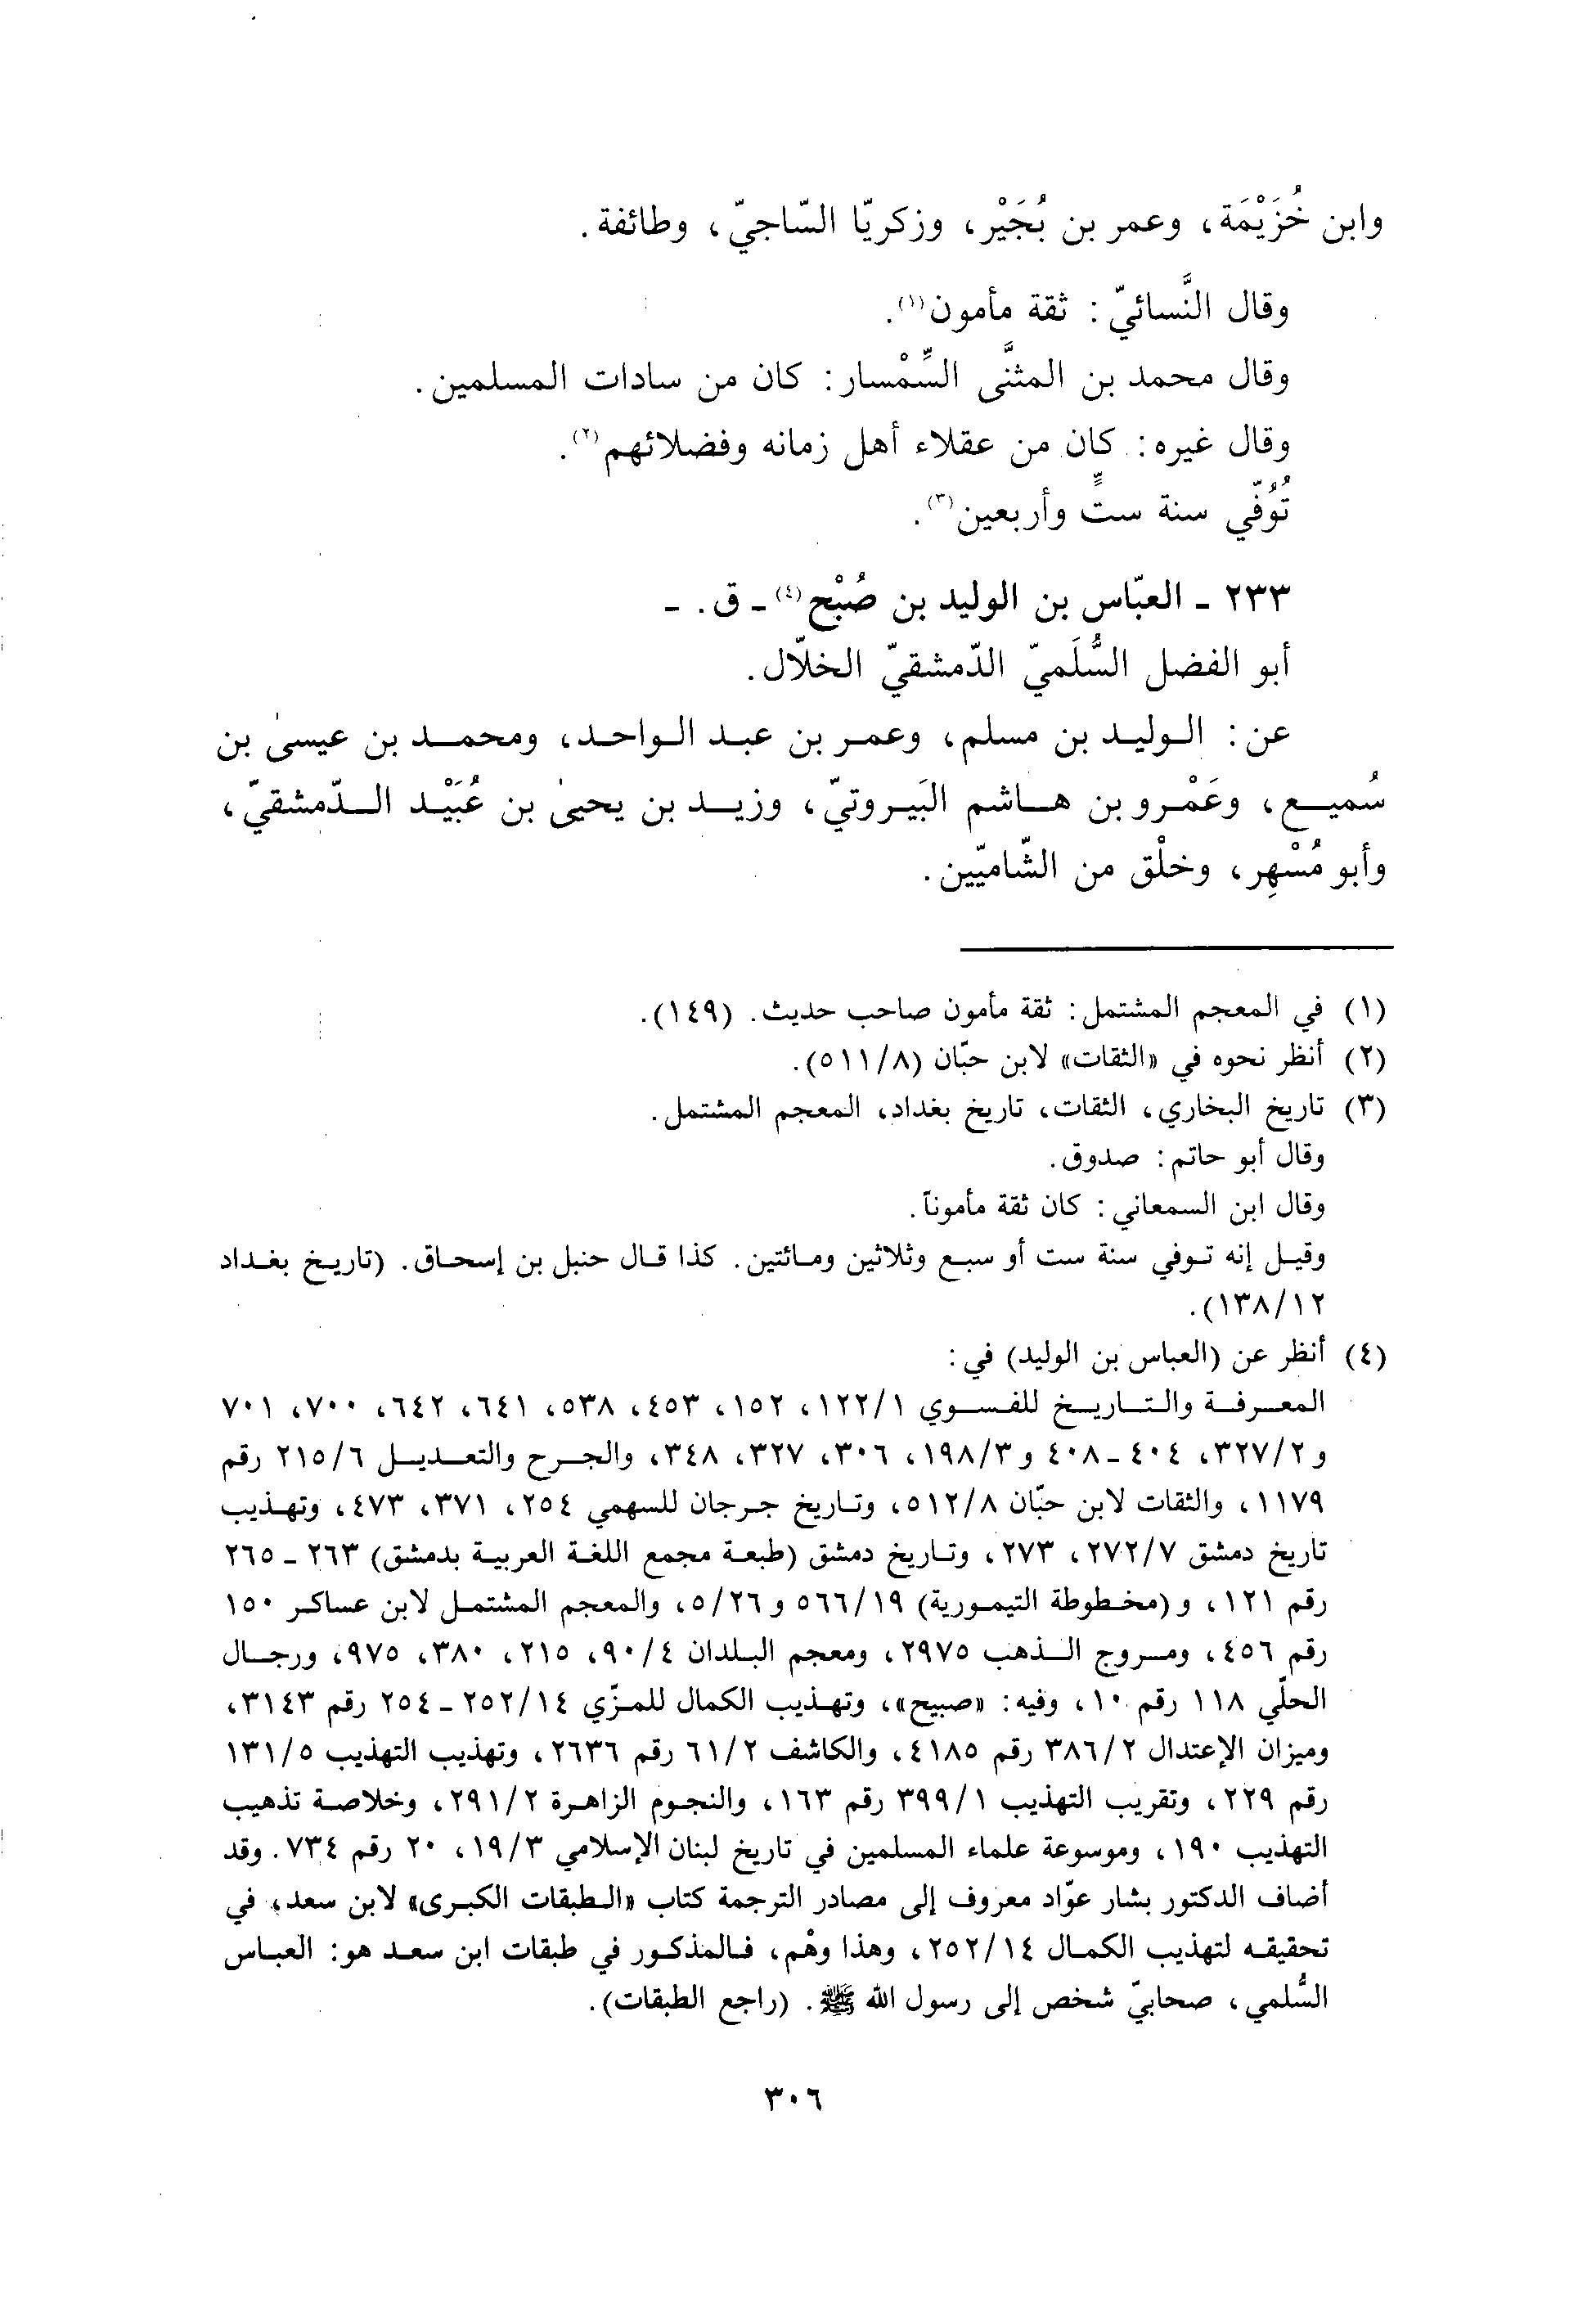 وابن خُزَيْمَة، وعمر بن بُجَيْر، وزكريّا السّاجيّ، وطائفة.
وقال النَّسائيّ: ثقة مأمون(١).
وقال محمد بن المثنَّى السِّمْسار: كان من سادات المسلمين.
وقال غيره: كان من عقلاء أهل زمانه وفضلائهم(٢).
تُوُفّي سنة ستٍّ وأربعين(٣).
٢٣٣ - العبّاس بن الوليد بن صُبْح(٤) - ق. -
أبو الفضل السُّلَميّ الدّمشقيّ الخلّال.
عن: الوليد بن مسلم، وعمر بن عبد الواحد، ومحمد بن عيسىٰ بن
سُميع، وعَمْرو بن هاشم البَيروتيّ، وزيد بن يحيىٰ بن عُبَيْد الدّمشقيّ،
وأبو مُسْهِر، وخلْق من الشّاميّين.
(١) في المعجم المشتمل: ثقة مأمون صاحب حديث. (١٤٩).
(٢) أنظر نحوه في «الثقات» لابن حبّان (٥١١/٨).
(٣) تاريخ البخاري، الثقات، تاريخ بغداد، المعجم المشتمل.
وقال أبو حاتم: صدوق.
وقال ابن السمعاني: كان ثقة مأموناً.
وقيل إنه توفي سنة ست أو سبع وثلاثين ومائتين. كذا قال حنبل بن إسحاق. (تاريخ بغداد
١٣٨/١٢).
(٤) أنظر عن (العباس بن الوليد) في:
المعرفة والتاريخ للفسوي ١٢٢/١، ١٥٢، ٤٥٣، ٥٣٨، ٦٤١، ٦٤٢، ٧٠٠، ٧٠١
و ٣٢٧/٢، ٤٠٤ - ٤٠٨ و ١٩٨/٣، ٣٠٦، ٣٢٧، ٣٤٨، والجرح والتعديل ٢١٥/٦ رقم
١١٧٩، والثقات لابن حبّان ٥١٢/٨، وتاريخ جرجان للسهمي ٢٥٤، ٣٧١، ٤٧٣، وتهذيب
تاريخ دمشق ٢٧٢/٧، ٢٧٣، وتاريخ دمشق (طبعة مجمع اللغة العربية بدمشق) ٢٦٣ - ٢٦٥
رقم ١٢١، و (مخطوطة التيمورية) ٥٦٦/١٩ و ٥/٢٦، والمعجم المشتمل لابن عساكر ١٥٠
رقم ٤٥٦، ومروج الذهب ٢٩٧٥، ومعجم البلدان ٩٠/٤، ٢١٥، ٣٨٠، ٩٧٥، ورجال
الحلّي ١١٨ رقم ١٠، وفيه: «صبيح»، وتهذيب الكمال للمزّي ٢٥٢/١٤ - ٢٥٤ رقم ٣١٤٣،
وميزان الإعتدال ٣٨٦/٢ رقم ٤١٨٥، والكاشف ٦١/٢ رقم ٢٦٣٦، وتهذيب التهذيب ١٣١/٥
رقم ٢٢٩، وتقريب التهذيب ٣٩٩/١ رقم ١٦٣، والنجوم الزاهرة ٢٩١/٢، وخلاصة تذهيب
التهذيب ١٩٠، وموسوعة علماء المسلمين في تاريخ لبنان الإسلامي ١٩/٣، ٢٠ رقم ٧٣٤. وقد
أضاف الدكتور بشار عوّاد معروف إلى مصادر الترجمة كتاب «الطبقات الكبرى» لابن سعد، في
تحقيقه لتهذيب الكمال ٢٥٢/١٤، وهذا وهْم، فالمذكور في طبقات ابن سعد هو: العباس
السُّلمي، صحابيّ شخص إلى رسول الله ﷺ. (راجع الطبقات).
٣٠٦